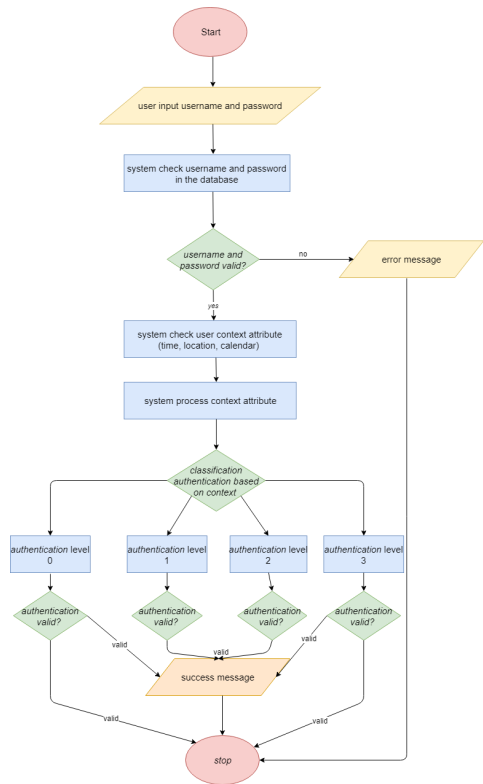 Start
user input username and password
system check username and password
in the database
username and
password valid?
no
error message
yes
system check user context attribute
(time, location, calendar)
system process context attribute
classification
authentication based
on context
authentication level
0
authentication level
1
authentication level
2
authentication level
3
authentication
valid?
authentication
valid?
authentication
valid?
authentication
valid?
valid
valid
valid
valid
success message
valid
valid
stop